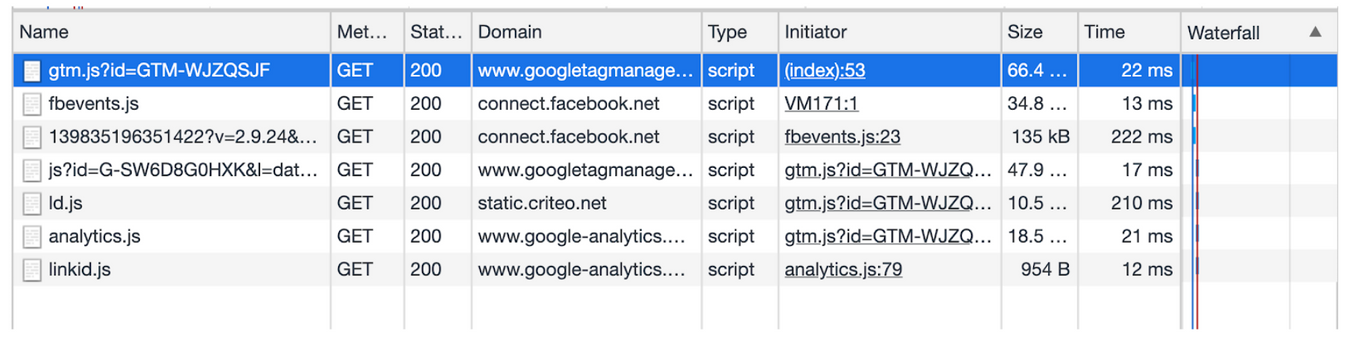 Name Met... Stat... Domain Type Initiator Size Time Waterfall ▲
gtm.js?id=GTM-WJZQSJF GET 200 www.googletagmanage... script (index):53 66.4 ... 22 ms
fbevents.js GET 200 connect.facebook.net script VM171:1 34.8 ... 13 ms
139835196351422?v=2.9.24&... GET 200 connect.facebook.net script fbevents.js:23 135 kB 222 ms
js?id=G-SW6D8G0HXK&l=dat... GET 200 www.googletagmanage... script gtm.js?id=GTM-WJZQ... 47.9 ... 17 ms
ld.js GET 200 static.criteo.net script gtm.js?id=GTM-WJZQ... 10.5 ... 210 ms
analytics.js GET 200 www.google-analytics.... script gtm.js?id=GTM-WJZQ... 18.5 ... 21 ms
linkid.js GET 200 www.google-analytics.... script analytics.js:79 954 B 12 ms